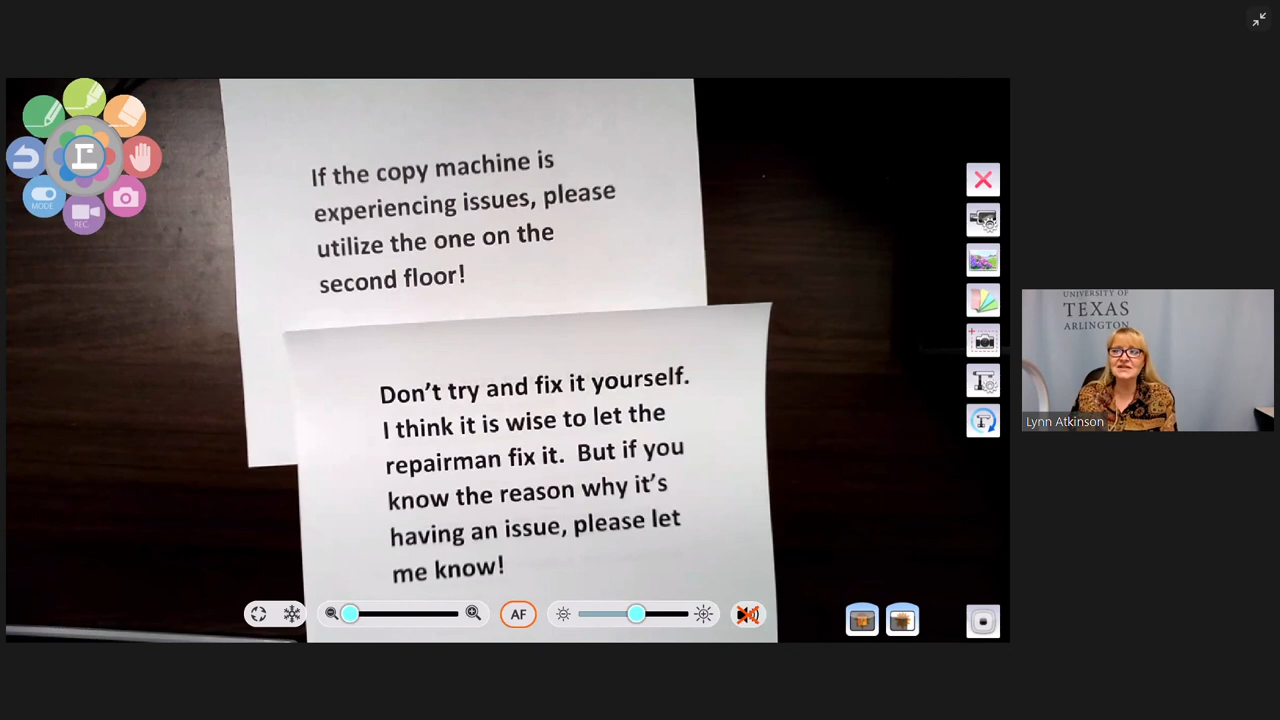 If the copy machine is
experiencing issues, please
utilize the one on the
second floor!
Don't try and fix it yourself.
I think it is wise to let the
repairman fix it.  But if you
know the reason why it's
having an issue, please let
me know!
MODE
REC.
AF
UNIVERSITY OF
TEXAS
ARLINGTON
Lynn Atkinson